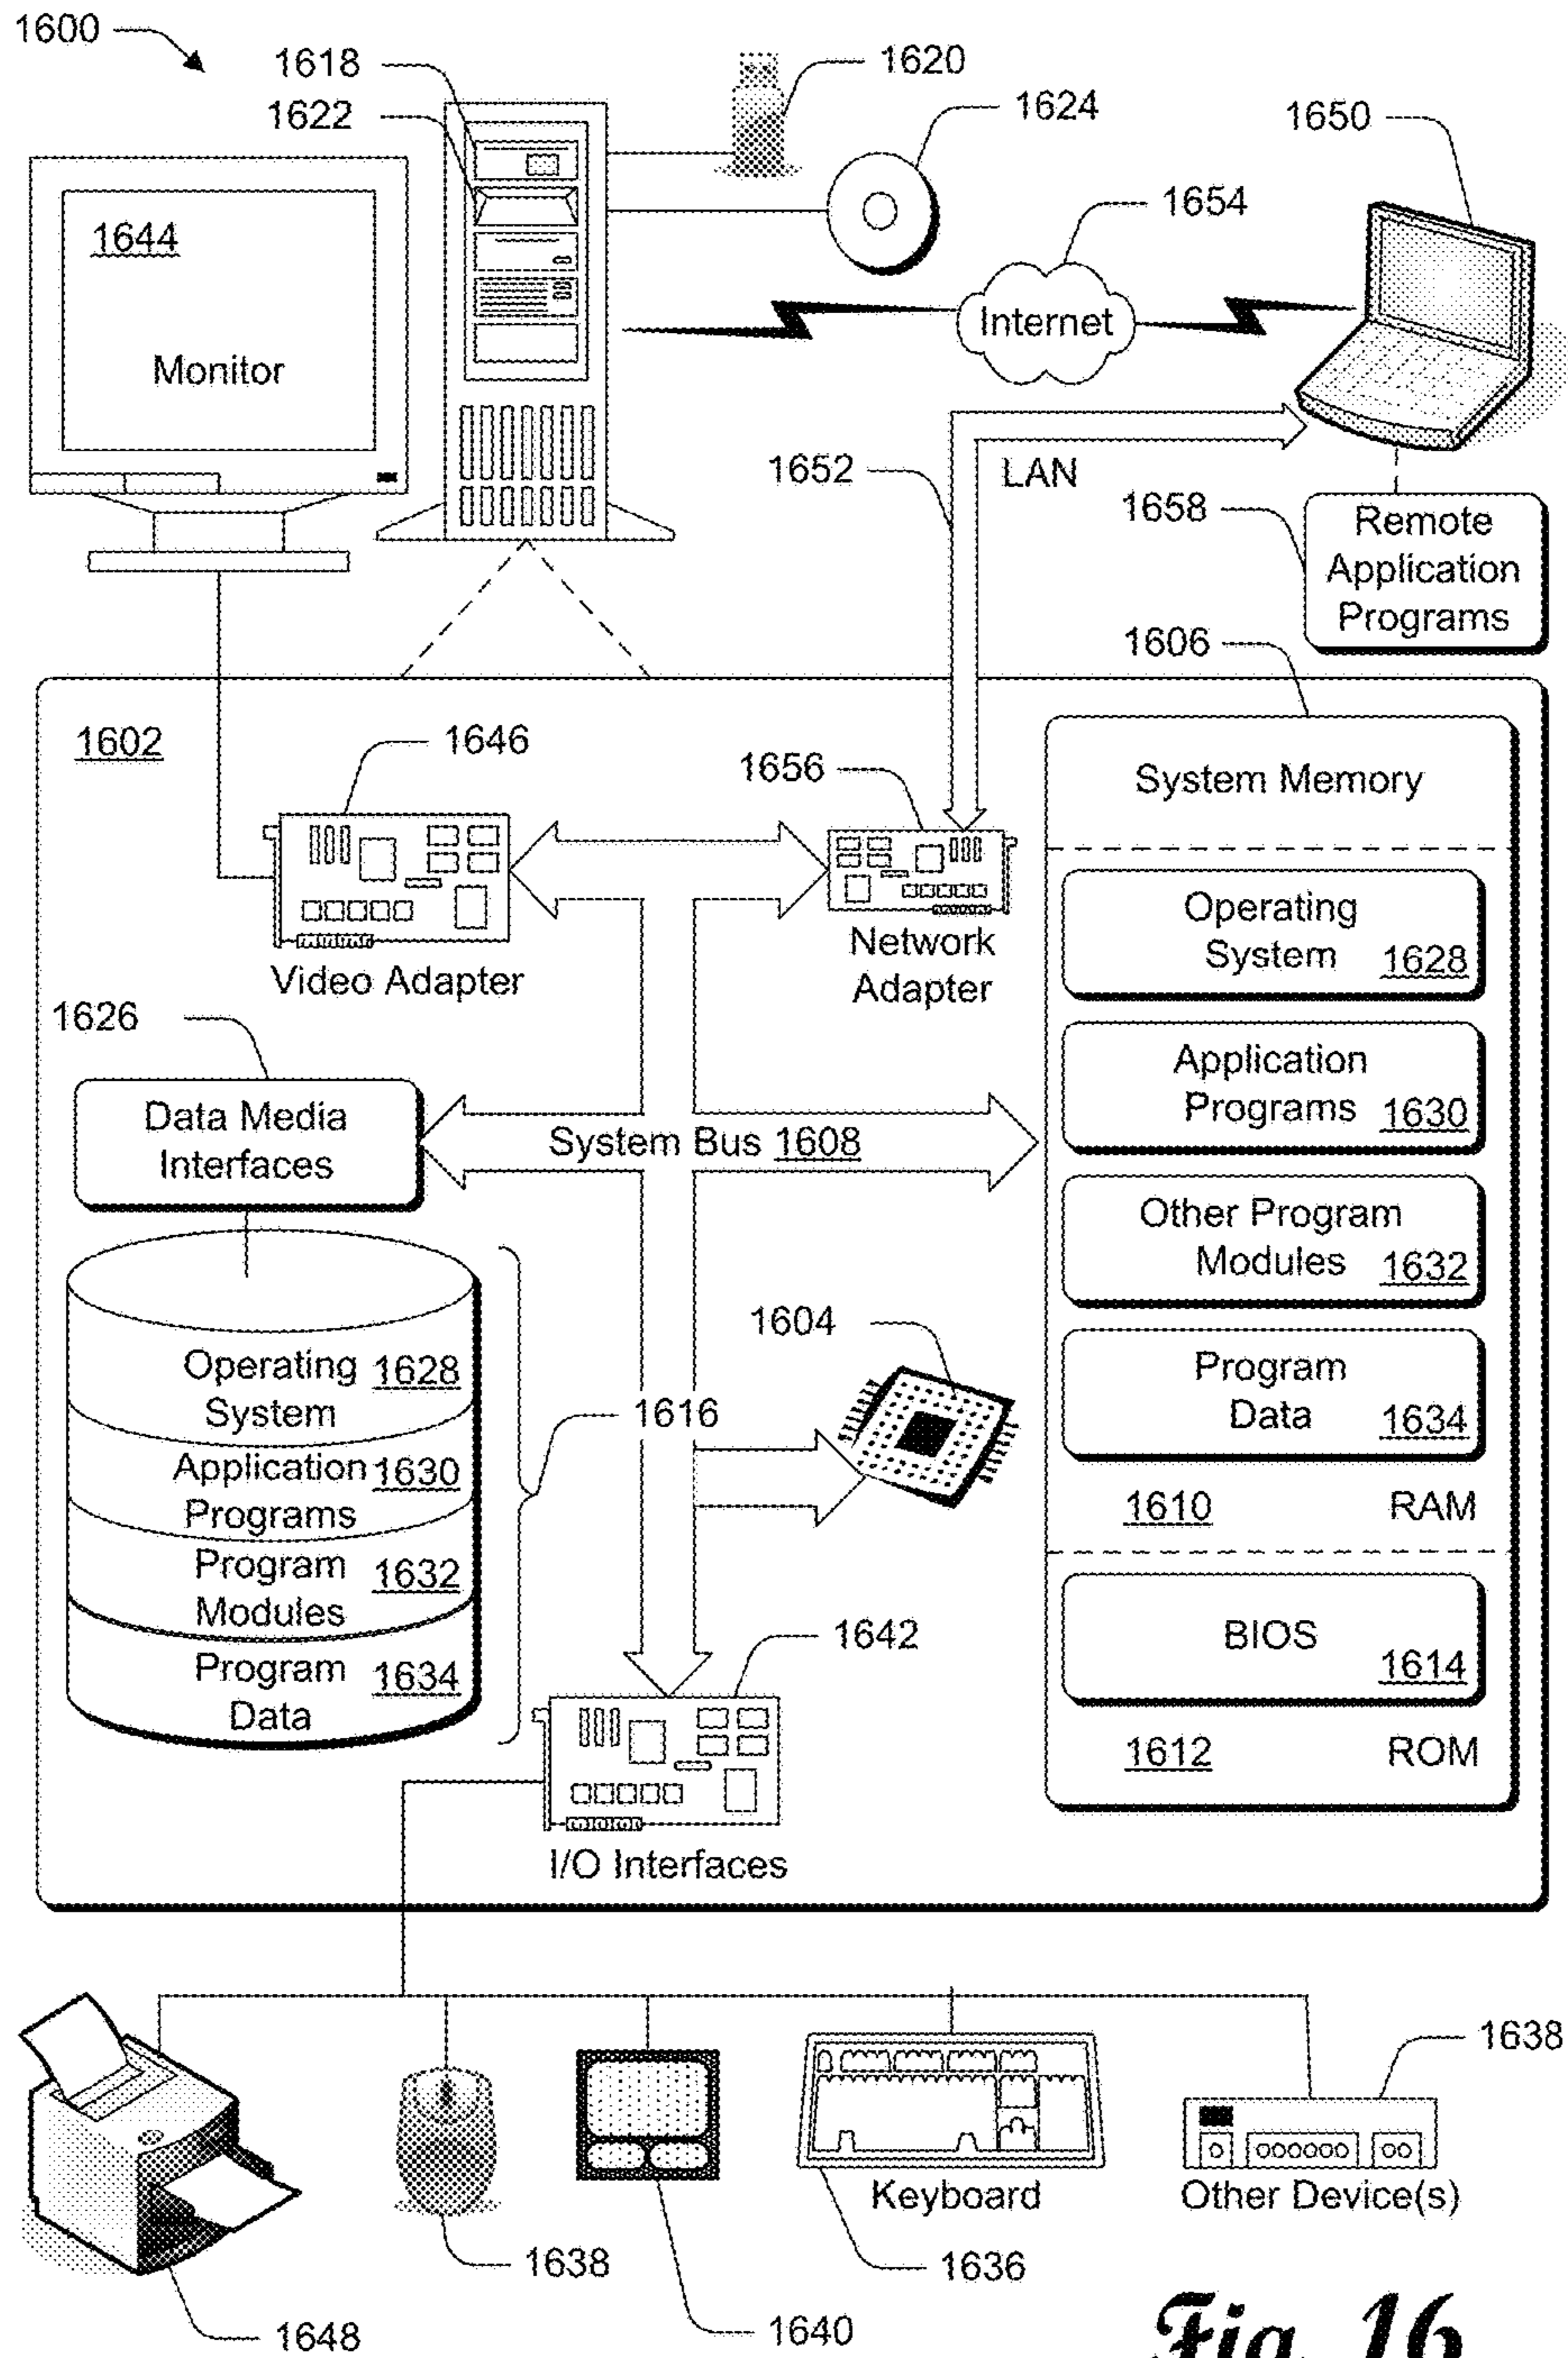 1600
1618
1622
1620
1624
1650
1654
1644
Monitor
Internet
1652
LAN
1658
Remote
Application
Programs
1606
1602
1646
1656
System Memory
Video Adapter
Network
Adapter
Operating
System 1628
1626
Data Media
Interfaces
Application
Programs 1630
System Bus 1608
Other Program
Modules 1632
1604
Operating 1628
System
Application 1630
Programs
Program
Modules 1632
Program
Data 1634
1616
Program
Data 1634
1610 RAM
BIOS
1614
1612 ROM
1642
I/O Interfaces
1638
Keyboard
Other Device(s)
1638
1636
1648
1640
Fig. 16